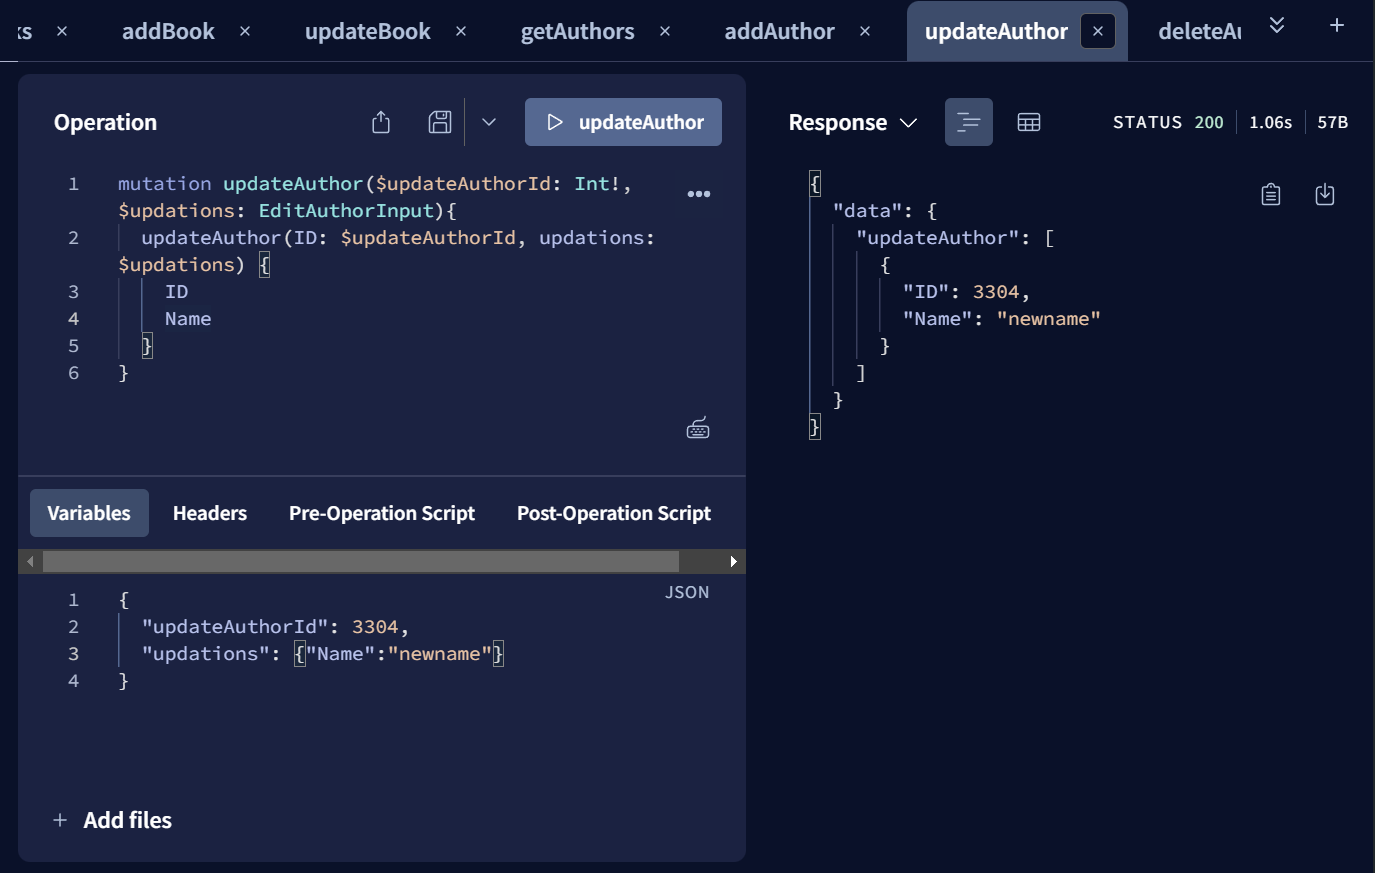 ks × addBook × updateBook × getAuthors × addAuthor × updateAuthor × deleteAu +
Operation updateAuthor
1 mutation updateAuthor($updateAuthorId: Int!,
$updations: EditAuthorInput){
2 updateAuthor(ID: $updateAuthorId, updations:
$updations) {
3 ID
4 Name
5 }
6 }
Variables Headers Pre-Operation Script Post-Operation Script
JSON
1 {
2 "updateAuthorId": 3304,
3 "updations": {"Name":"newname"}
4 }
+ Add files
Response STATUS 200 1.06s 57B
{
"data": {
"updateAuthor": [
{
"ID": 3304,
"Name": "newname"
}
]
}
}